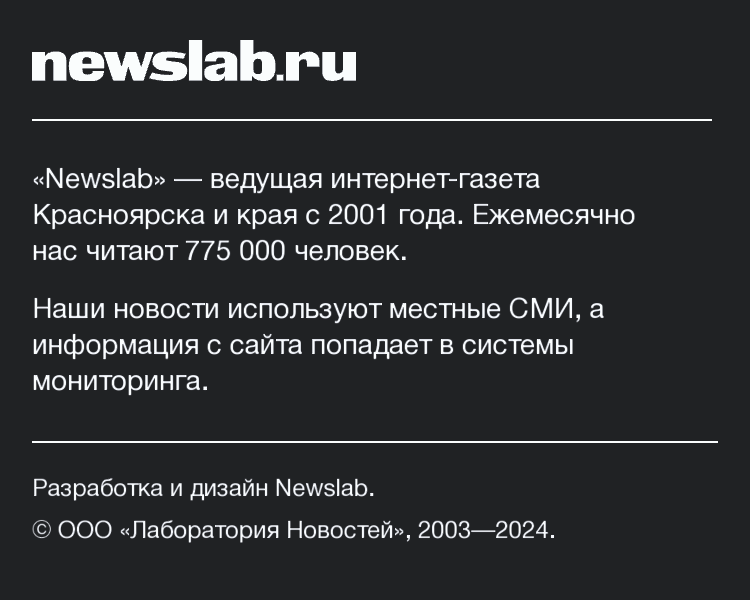 newslab.ru
«Newslab» — ведущая интернет-газета
Красноярска и края с 2001 года. Ежемесячно
нас читают 775 000 человек.
Наши новости используют местные СМИ, а
информация с сайта попадает в системы
мониторинга.
Разработка и дизайн Newslab.
© ООО «Лаборатория Новостей», 2003—2024.